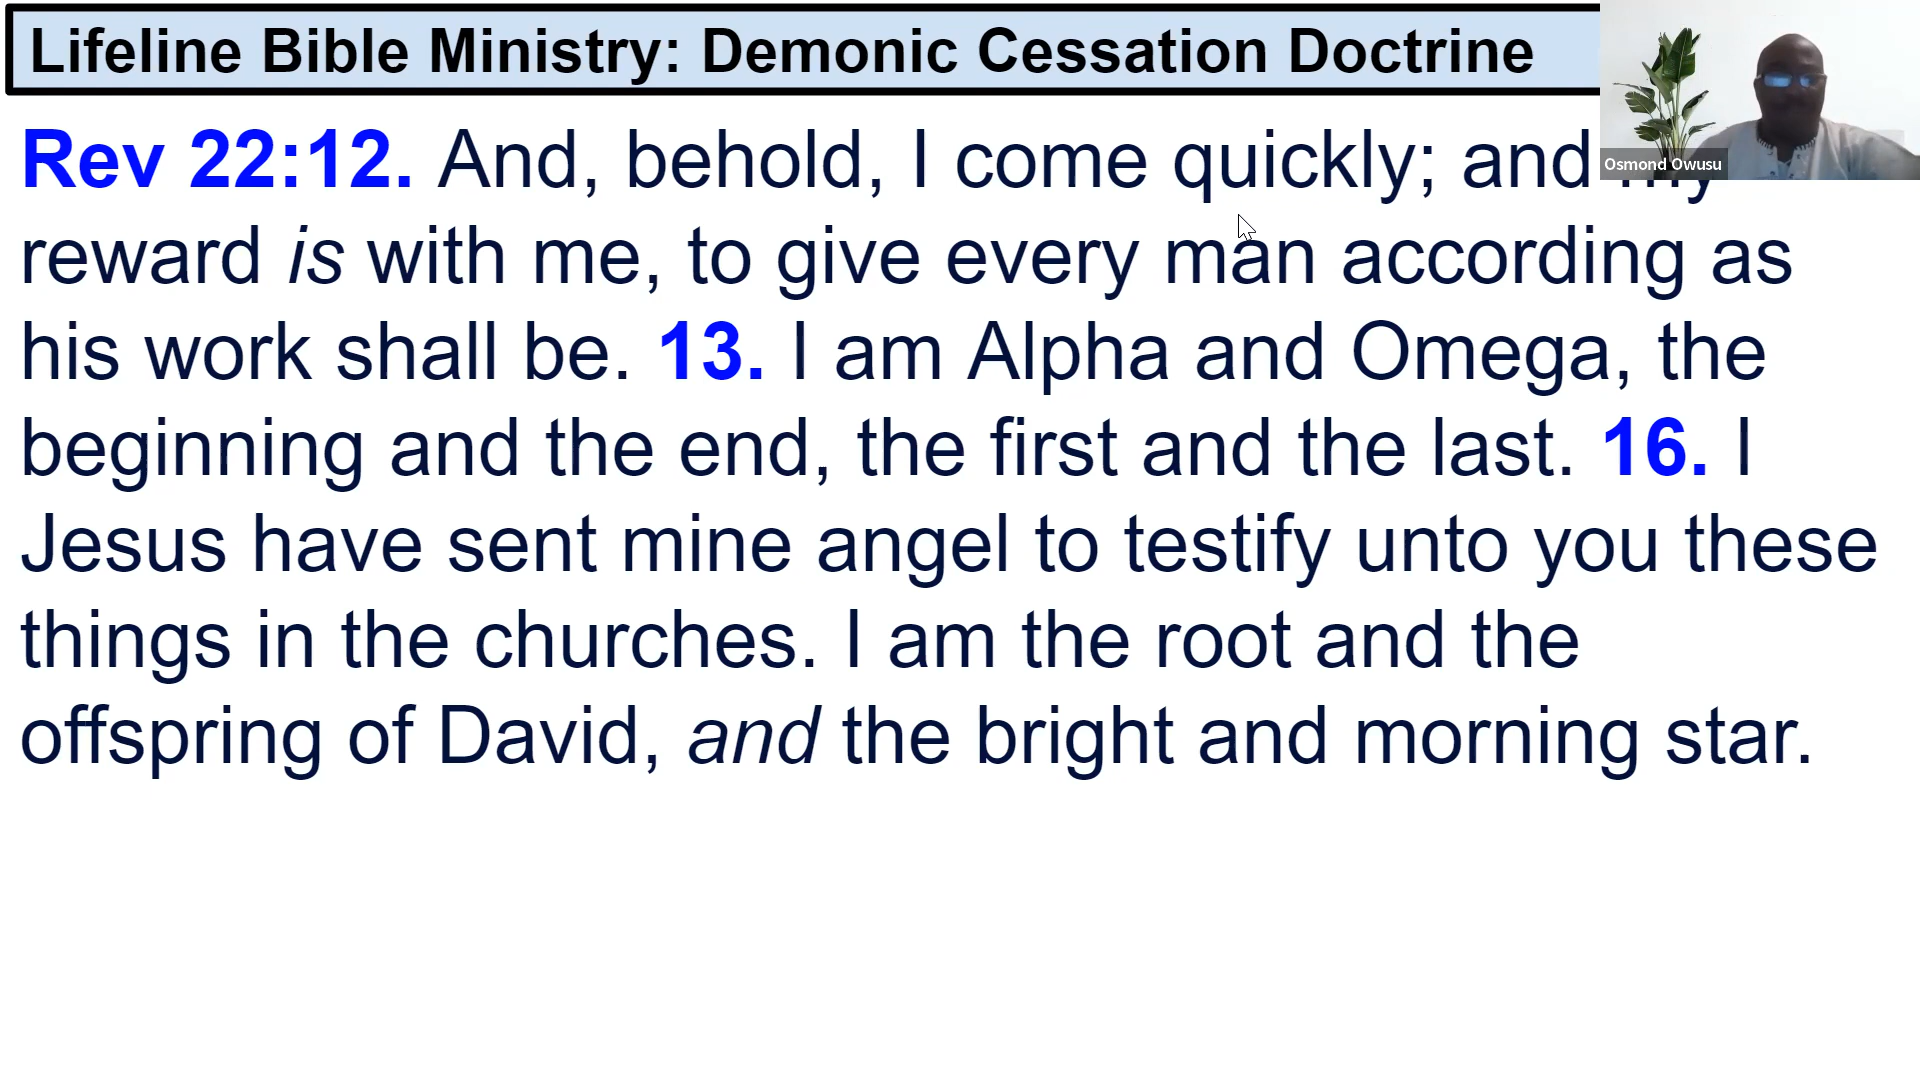 Lifeline Bible Ministry: Demonic Cessation Doctrine
Osmond Owusu
Rev 22:12. And, behold, I come quickly; and my
reward is with me, to give every man according as
his work shall be. 13. I am Alpha and Omega, the
beginning and the end, the first and the last. 16. I
Jesus have sent mine angel to testify unto you these
things in the churches. I am the root and the
offspring of David, and the bright and morning star.